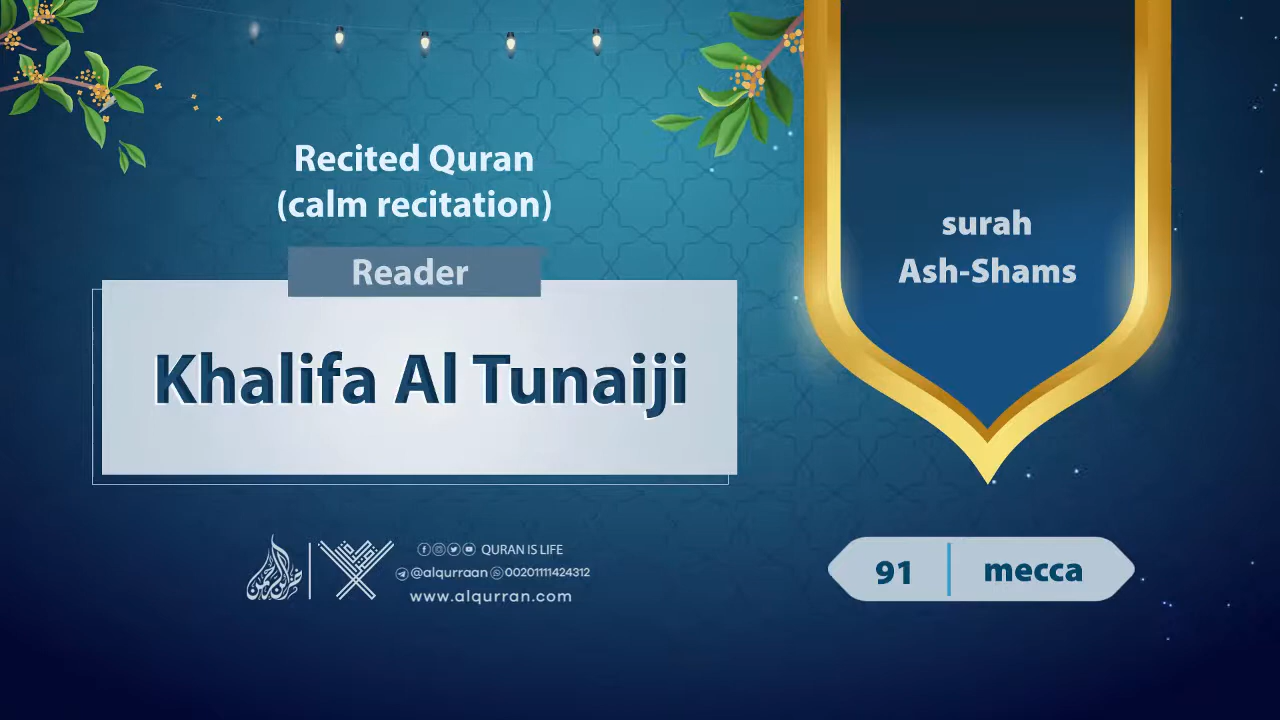 Recited Quran
(calm recitation)
Reader
Khalifa Al Tunaiji
surah
Ash-Shams
91 mecca
QURAN IS LIFE
@alqurraan 00201111424312
www.alqurran.com